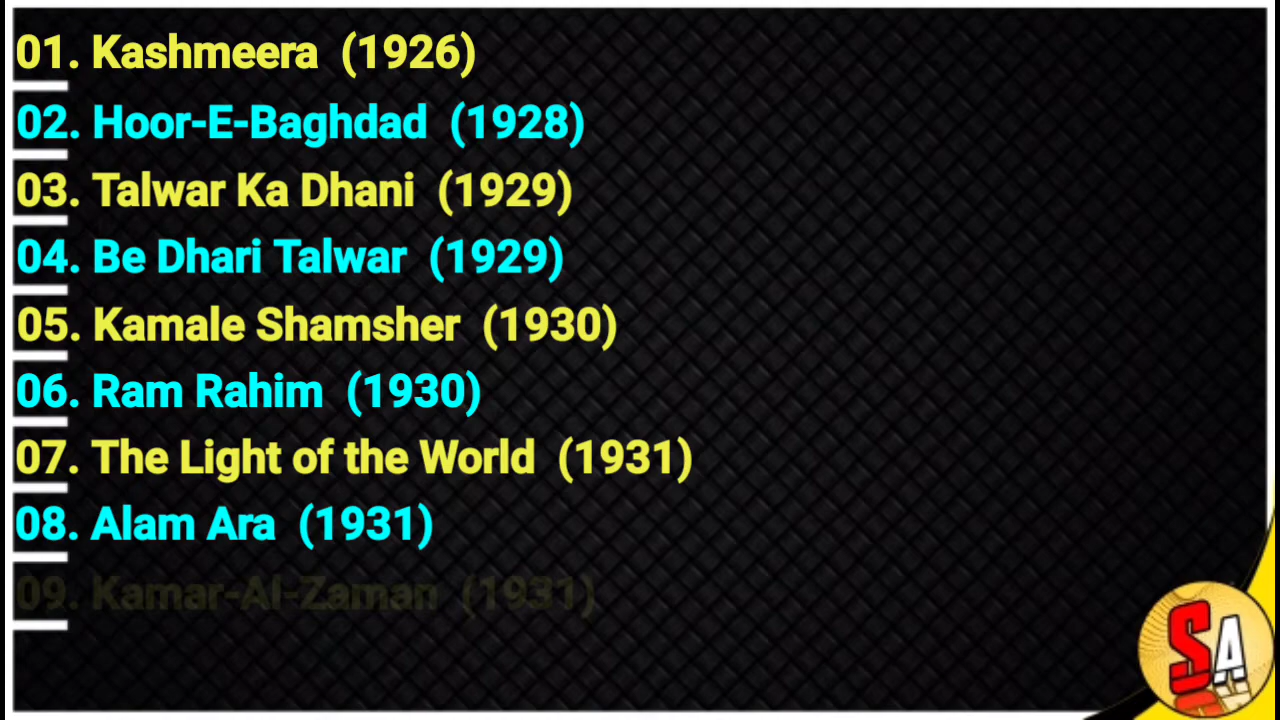 01. Kashmeera (1926)
02. Hoor-E-Baghdad (1928)
03. Talwar Ka Dhani (1929)
04. Be Dhari Talwar (1929)
05. Kamale Shamsher (1930)
06. Ram Rahim (1930)
07. The Light of the World (1931)
08. Alam Ara (1931)
09. Kamar-Al-Zaman (1931)
SA